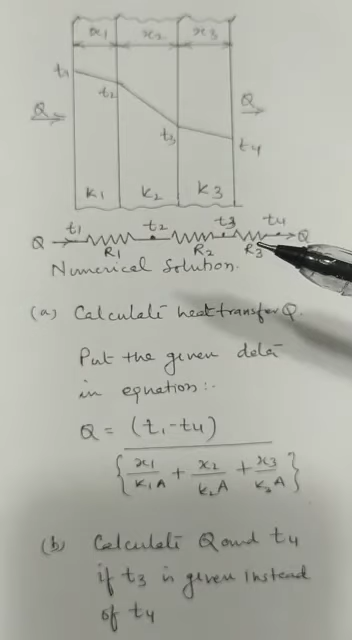 x1 x2 x3
t1
t2
Q Q
t3
t4
K1 K2 K3
t1 t2 t3 t4
Q Q
R1 R2 R3
Numerical Solution.
(a) Calculate heat transfer Q.
Put the given data
in equation:-
Q = (t1-t4)
{x1/K1A + x2/K2A + x3/K3A}
(b) Calculate Q and t4
if t3 is given instead
of t4